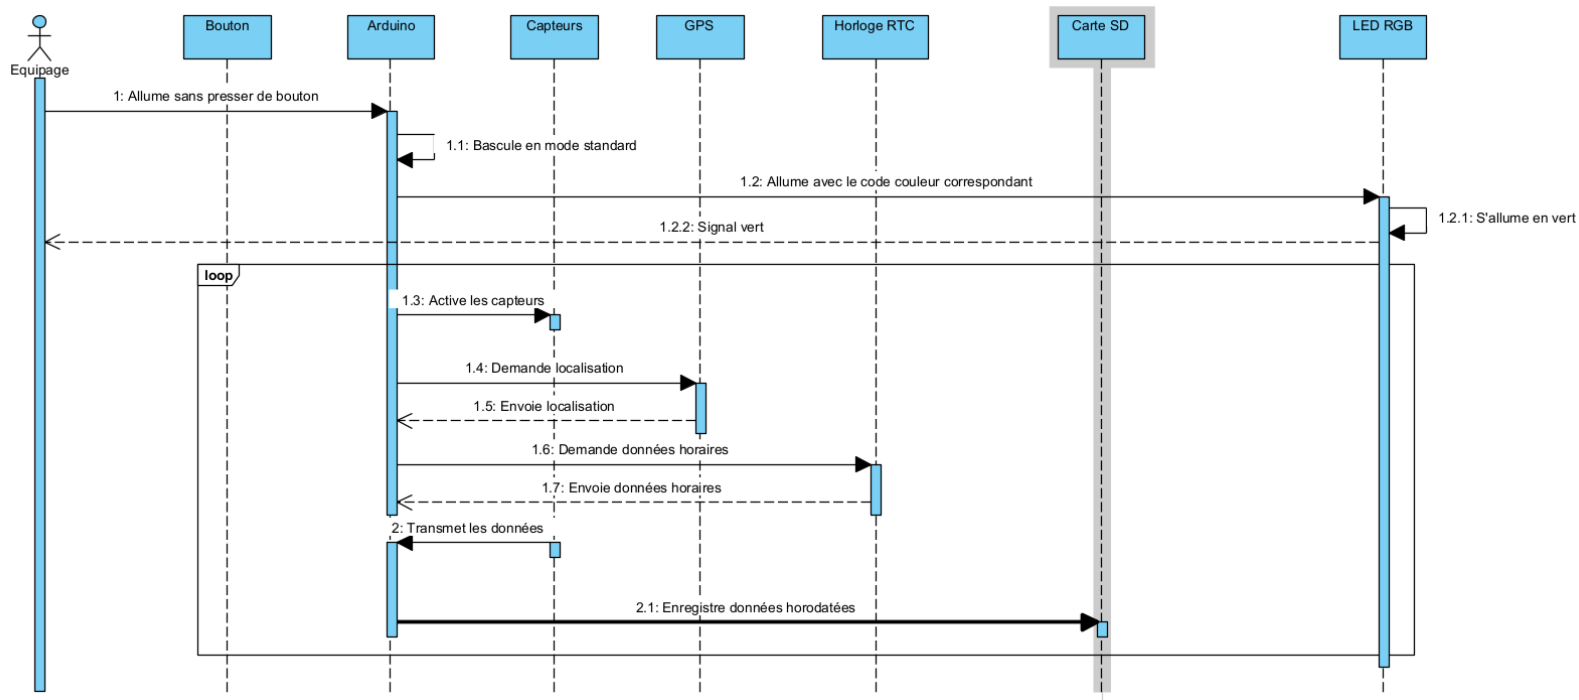 Equipage
Bouton
Arduino
Capteurs
GPS
Horloge RTC
Carte SD
LED RGB
1: Allume sans presser de bouton
1.1: Bascule en mode standard
1.2: Allume avec le code couleur correspondant
1.2.1: S'allume en vert
1.2.2: Signal vert
loop
1.3: Active les capteurs
1.4: Demande localisation
1.5: Envoie localisation
1.6: Demande données horaires
1.7: Envoie données horaires
2: Transmet les données
2.1: Enregistre données horodatées